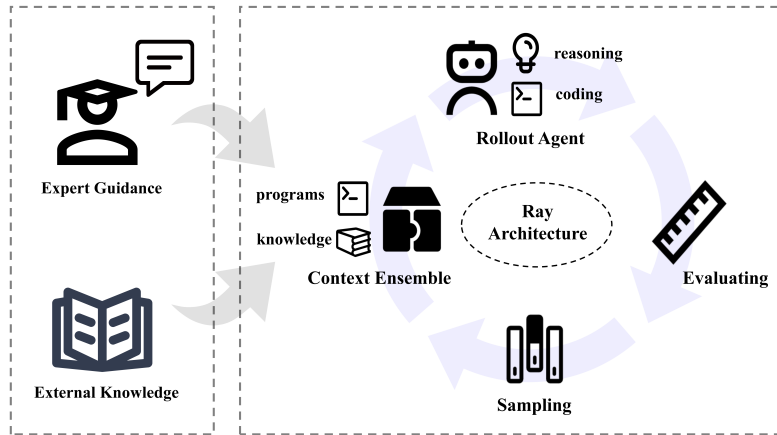 Expert Guidance
External Knowledge
reasoning
coding
Rollout Agent
programs
knowledge
Context Ensemble
Ray
Architecture
Evaluating
Sampling